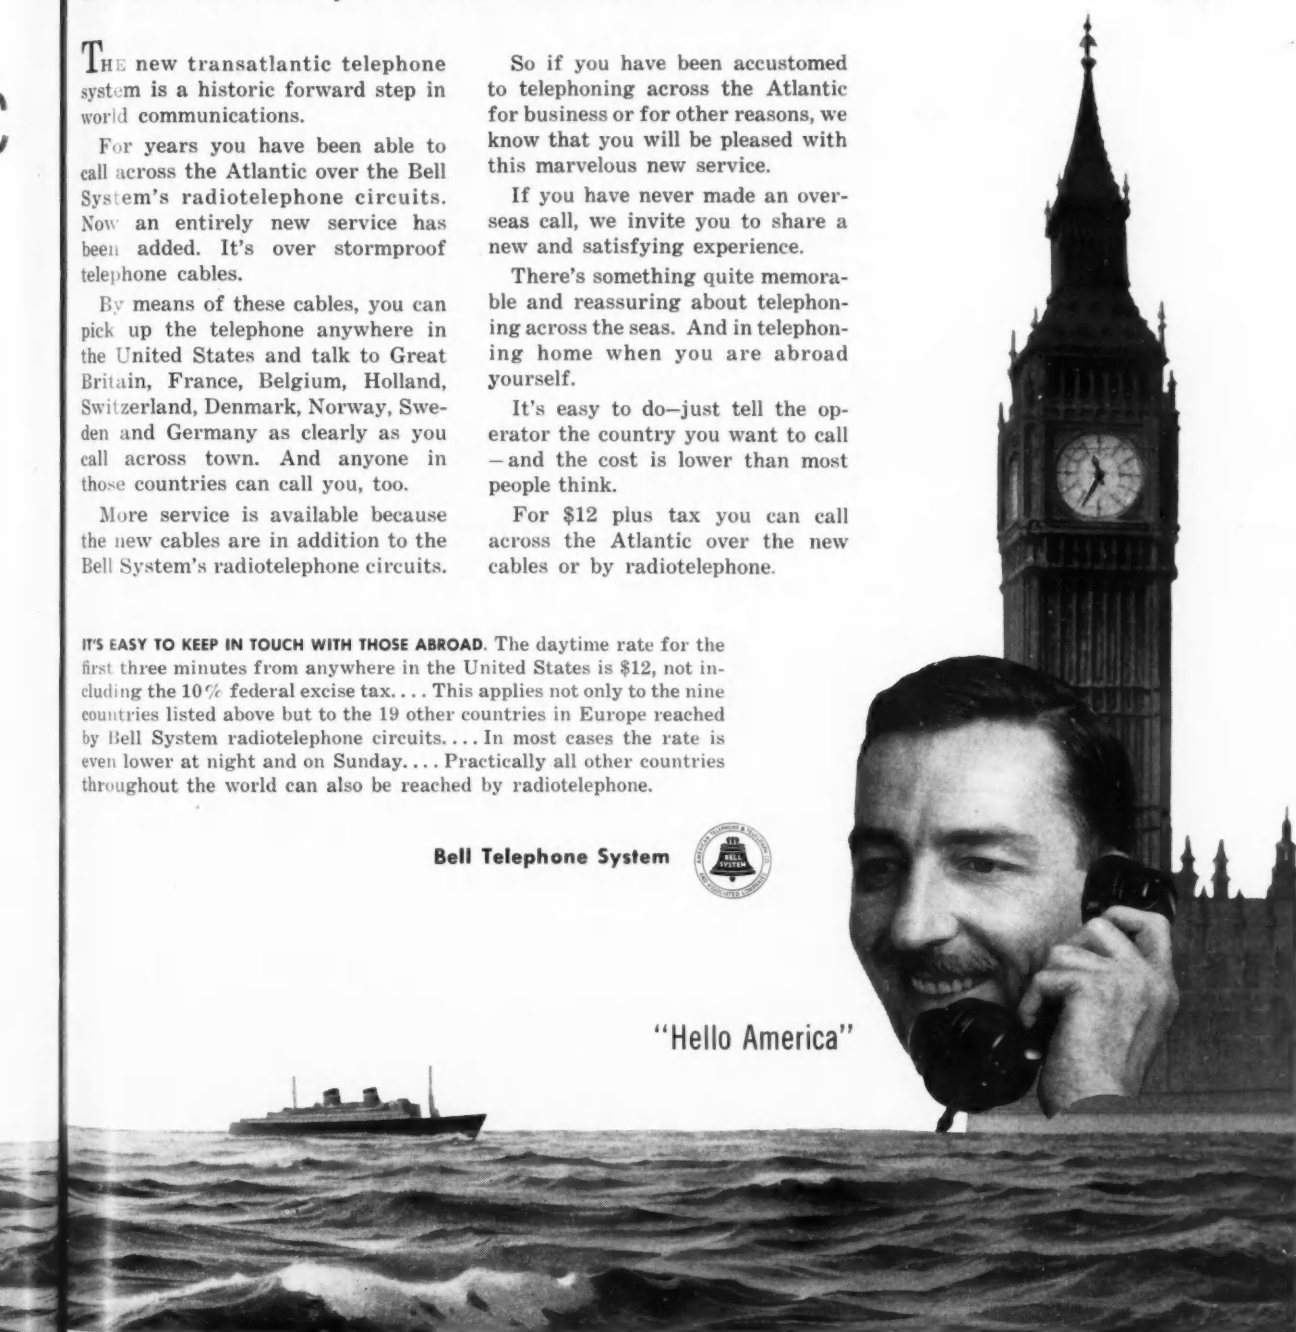 THE new transatlantic telephone
system is a historic forward step in
world communications.
For years you have been able to
call across the Atlantic over the Bell
System's radiotelephone circuits.
Now an entirely new service has
been added. It's over stormproof
telephone cables.
By means of these cables, you can
pick up the telephone anywhere in
the United States and talk to Great
Britain, France, Belgium, Holland,
Switzerland, Denmark, Norway, Swe-
den and Germany as clearly as you
call across town. And anyone in
those countries can call you, too.
More service is available because
the new cables are in addition to the
Bell System's radiotelephone circuits.
So if you have been accustomed
to telephoning across the Atlantic
for business or for other reasons, we
know that you will be pleased with
this marvelous new service.
If you have never made an over-
seas call, we invite you to share a
new and satisfying experience.
There's something quite memora-
ble and reassuring about telephon-
ing across the seas. And in telephon-
ing home when you are abroad
yourself.
It's easy to do—just tell the op-
erator the country you want to call
—and the cost is lower than most
people think.
For $12 plus tax you can call
across the Atlantic over the new
cables or by radiotelephone.
IT'S EASY TO KEEP IN TOUCH WITH THOSE ABROAD. The daytime rate for the
first three minutes from anywhere in the United States is $12, not in-
cluding the 10% federal excise tax.... This applies not only to the nine
countries listed above but to the 19 other countries in Europe reached
by Bell System radiotelephone circuits.... In most cases the rate is
even lower at night and on Sunday.... Practically all other countries
throughout the world can also be reached by radiotelephone.
Bell Telephone System
AMERICAN TELEPHONE & TELEGRAPH CO
BELL
SYSTEM
AND ASSOCIATED COMPANIES
"Hello America"